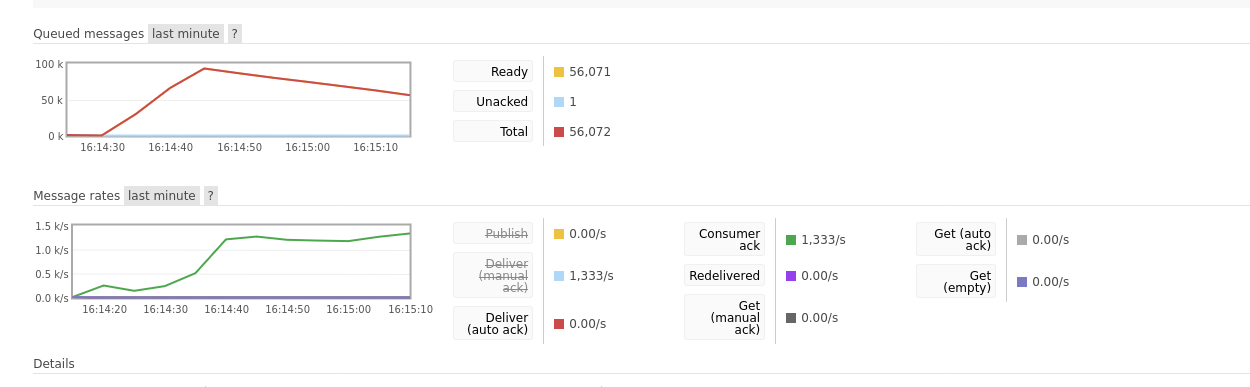 Queued messages last minute ?
100 k
50 k
0 k
16:14:30 16:14:40 16:14:50 16:15:00 16:15:10
Ready 56,071
Unacked 1
Total 56,072
Message rates last minute ?
1.5 k/s
1.0 k/s
0.5 k/s
0.0 k/s
16:14:20 16:14:30 16:14:40 16:14:50 16:15:00 16:15:10
Publish 0.00/s
Deliver
(manual
ack)
1,333/s
Deliver
(auto ack)
0.00/s
Consumer
ack
1,333/s
Redelivered 0.00/s
Get
(manual
ack)
0.00/s
Get (auto
ack)
0.00/s
Get
(empty)
0.00/s
Details